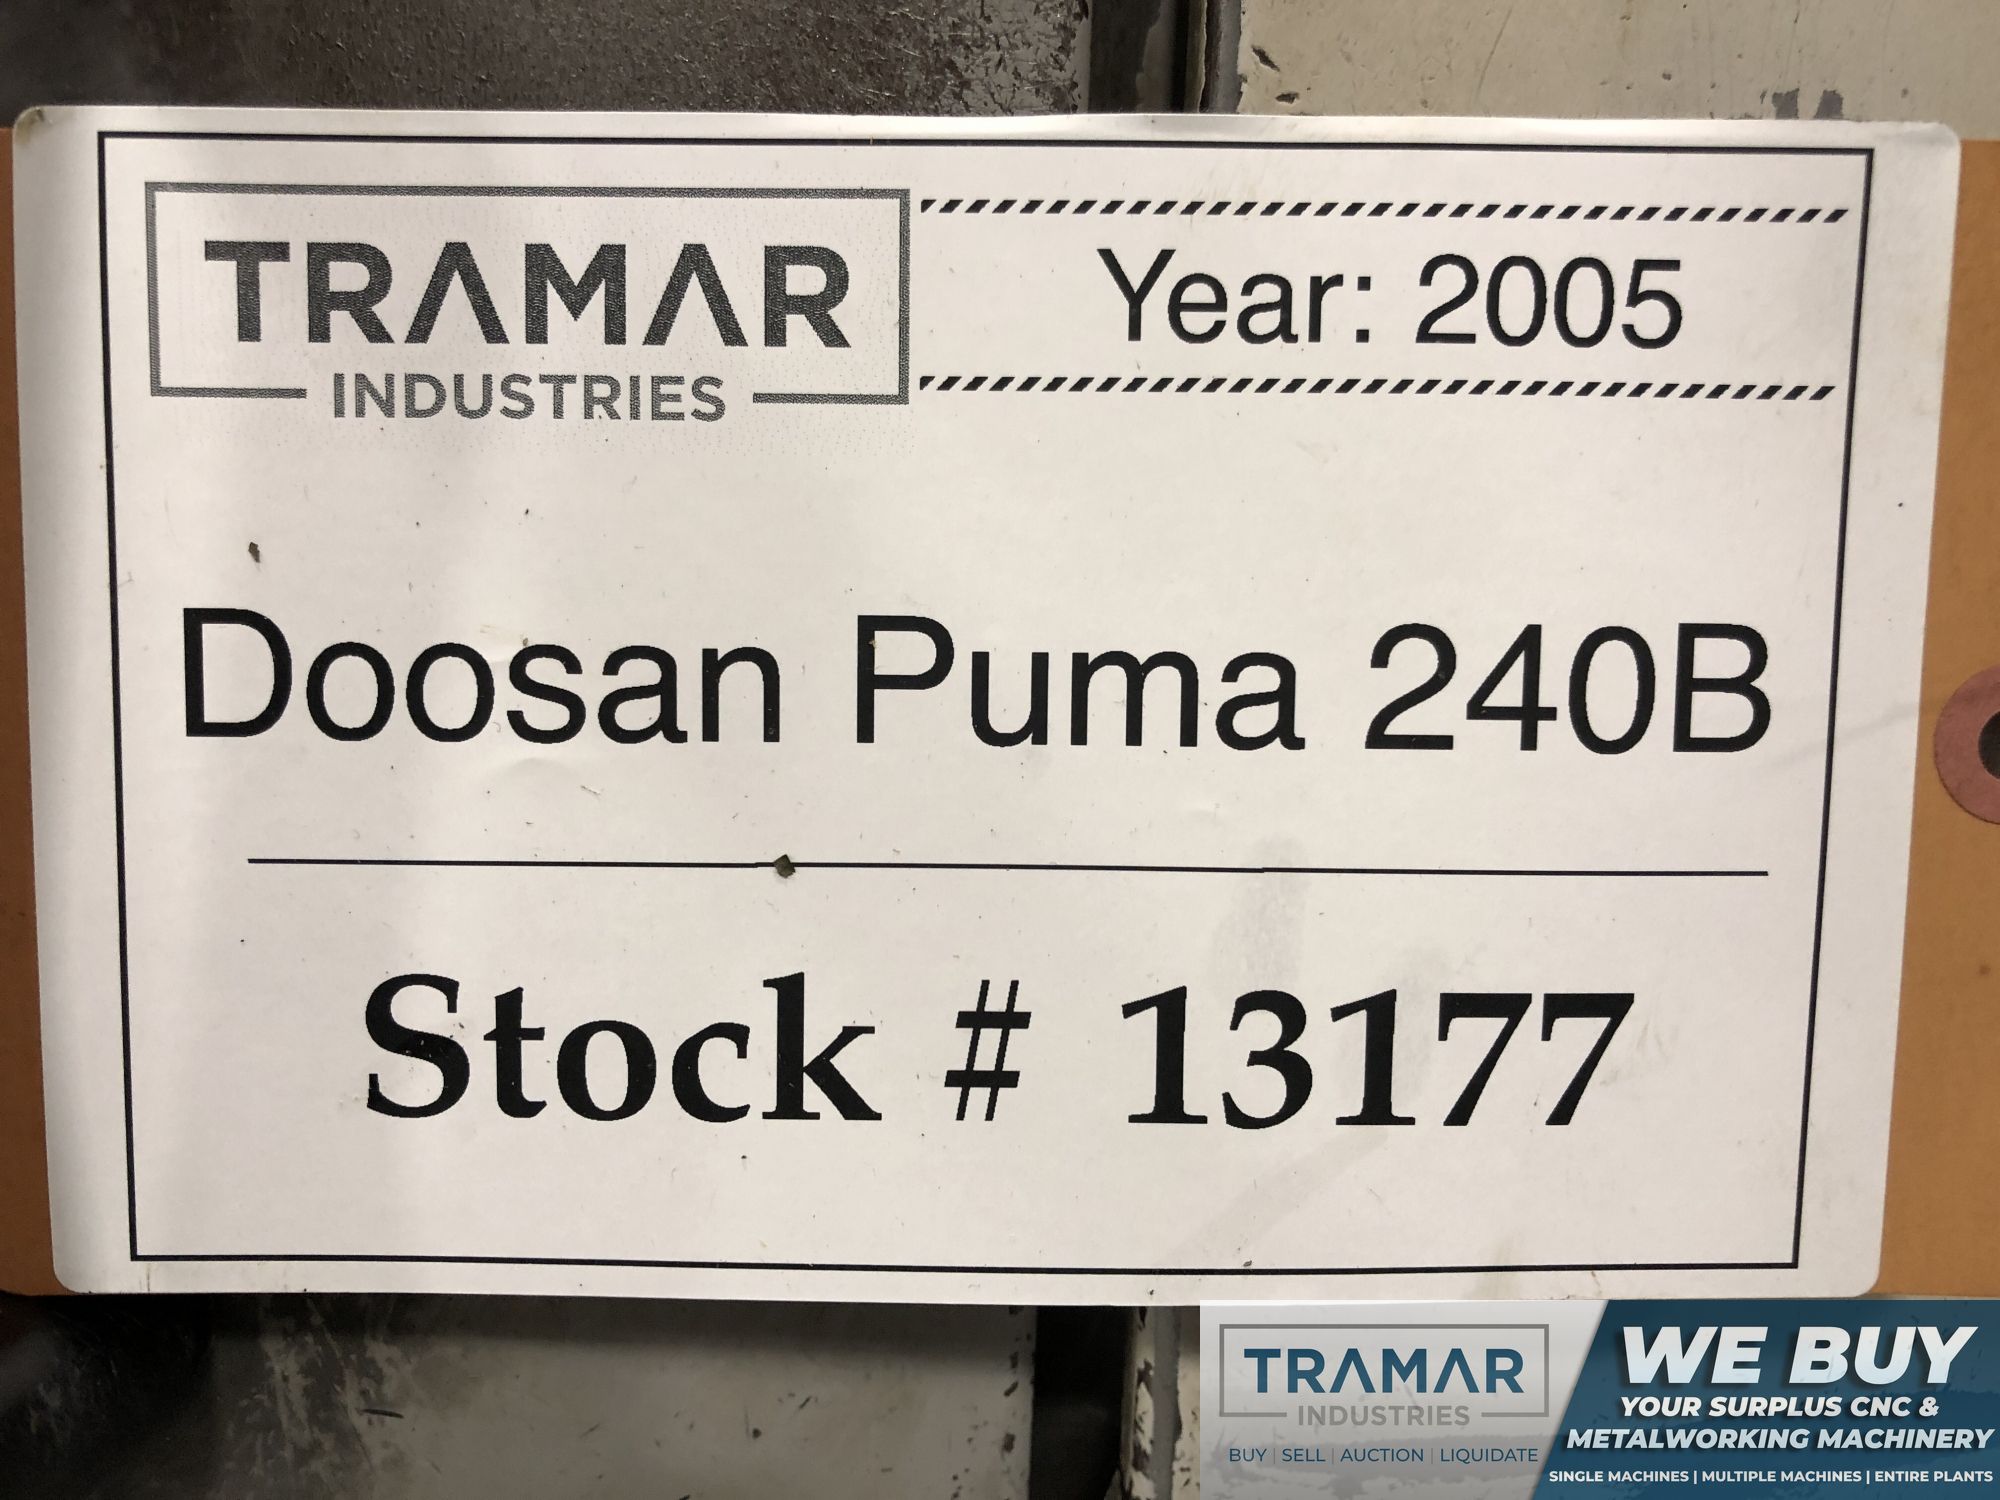 TRAMAR
INDUSTRIES
Year: 2005
Doosan Puma 240B
Stock # 13177
TRAMAR
INDUSTRIES
BUY | SELL | AUCTION | LIQUIDATE
WE BUY
YOUR SURPLUS CNC &
METALWORKING MACHINERY
SINGLE MACHINES | MULTIPLE MACHINES | ENTIRE PLANTS